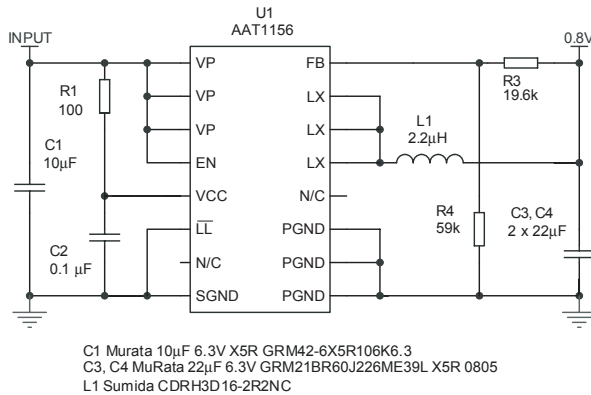 U1
AAT1156
INPUT
0.8V
VP
FB
R1
100
R3
19.6k
VP
LX
VP
LX
L1
2.2μH
C1
10μF
EN
LX
VCC
N/C
R4
59k
C3, C4
2 x 22μF
LL
PGND
C2
0.1 μF
N/C
PGND
SGND
PGND
C1 Murata 10μF 6.3V X5R GRM42-6X5R106K6.3
C3, C4 MuRata 22μF 6.3V GRM21BR60J226ME39L X5R 0805
L1 Sumida CDRH3D16-2R2NC